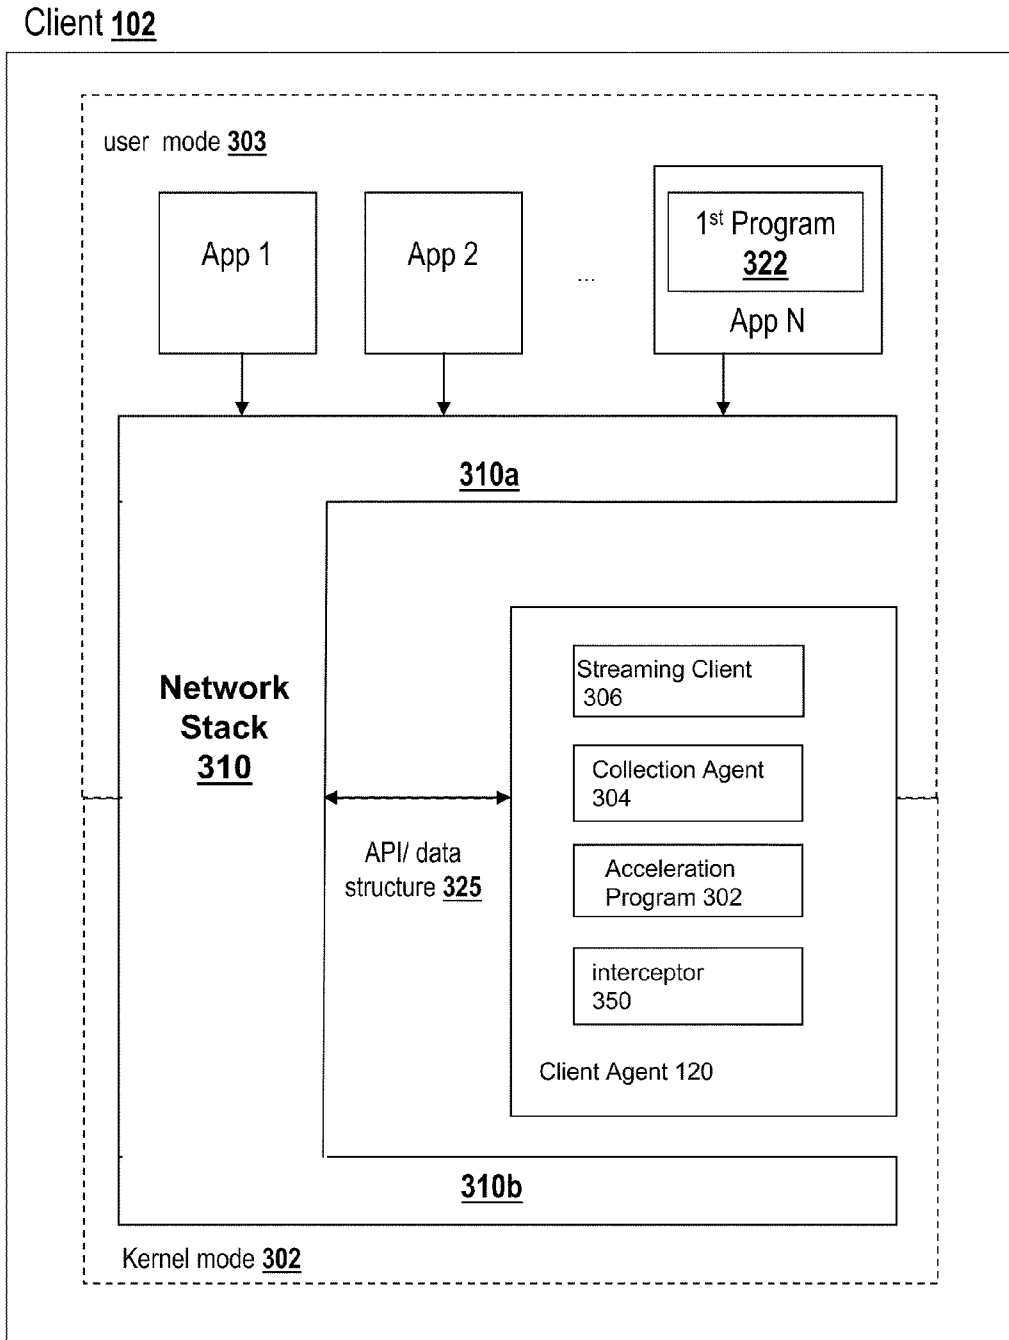 Client 102
user mode 303
App 1
App 2
...
1st Program
322
App N
310a
Network
Stack
310
Streaming Client
306
Collection Agent
304
API/ data
structure 325
Acceleration
Program 302
interceptor
350
Client Agent 120
310b
Kernel mode 302